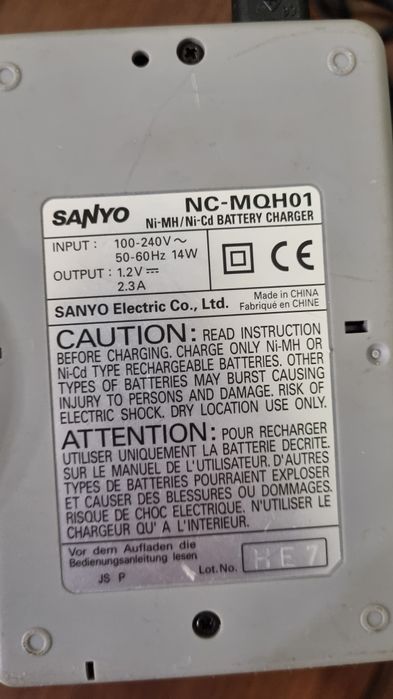 SANYO NC-MQH01
Ni-MH/Ni-Cd BATTERY CHARGER
INPUT : 100-240V~
50-60Hz 14W
OUTPUT : 1.2V⎓
2.3A
CE
SANYO Electric Co., Ltd. Made in CHINA
Fabriqué en CHINE
CAUTION : READ INSTRUCTION
BEFORE CHARGING. CHARGE ONLY Ni-MH OR
Ni-Cd TYPE RECHARGEABLE BATTERIES. OTHER
TYPES OF BATTERIES MAY BURST CAUSING
INJURY TO PERSONS AND DAMAGE. RISK OF
ELECTRIC SHOCK. DRY LOCATION USE ONLY.
ATTENTION : POUR RECHARGER
UTILISER UNIQUEMENT LA BATTERIE DECRITE.
SUR LE MANUEL DE L'UTILISATEUR. D'AUTRES
TYPES DE BATTERIES POURRAIENT EXPLOSER
ET CAUSER DES BLESSURES OU DOMMAGES.
RISQUE DE CHOC ELECTRIQUE. N'UTILISER LE
CHARGEUR QU' A L'INTERIEUR.
Vor dem Aufladen die
Bedienungsanleitung lesen
JS P Lot.No. HE7